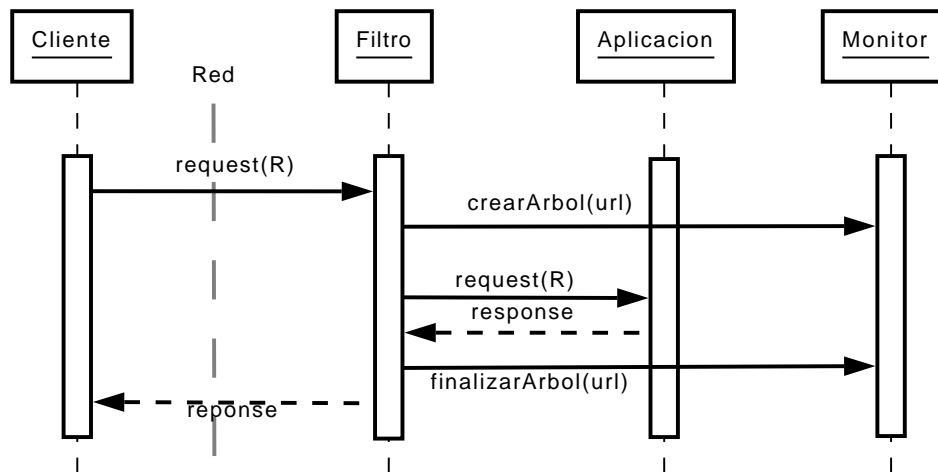 Cliente
Filtro
Aplicacion
Monitor
Red
request(R)
crearArbol(url)
request(R)
response
finalizarArbol(url)
reponse